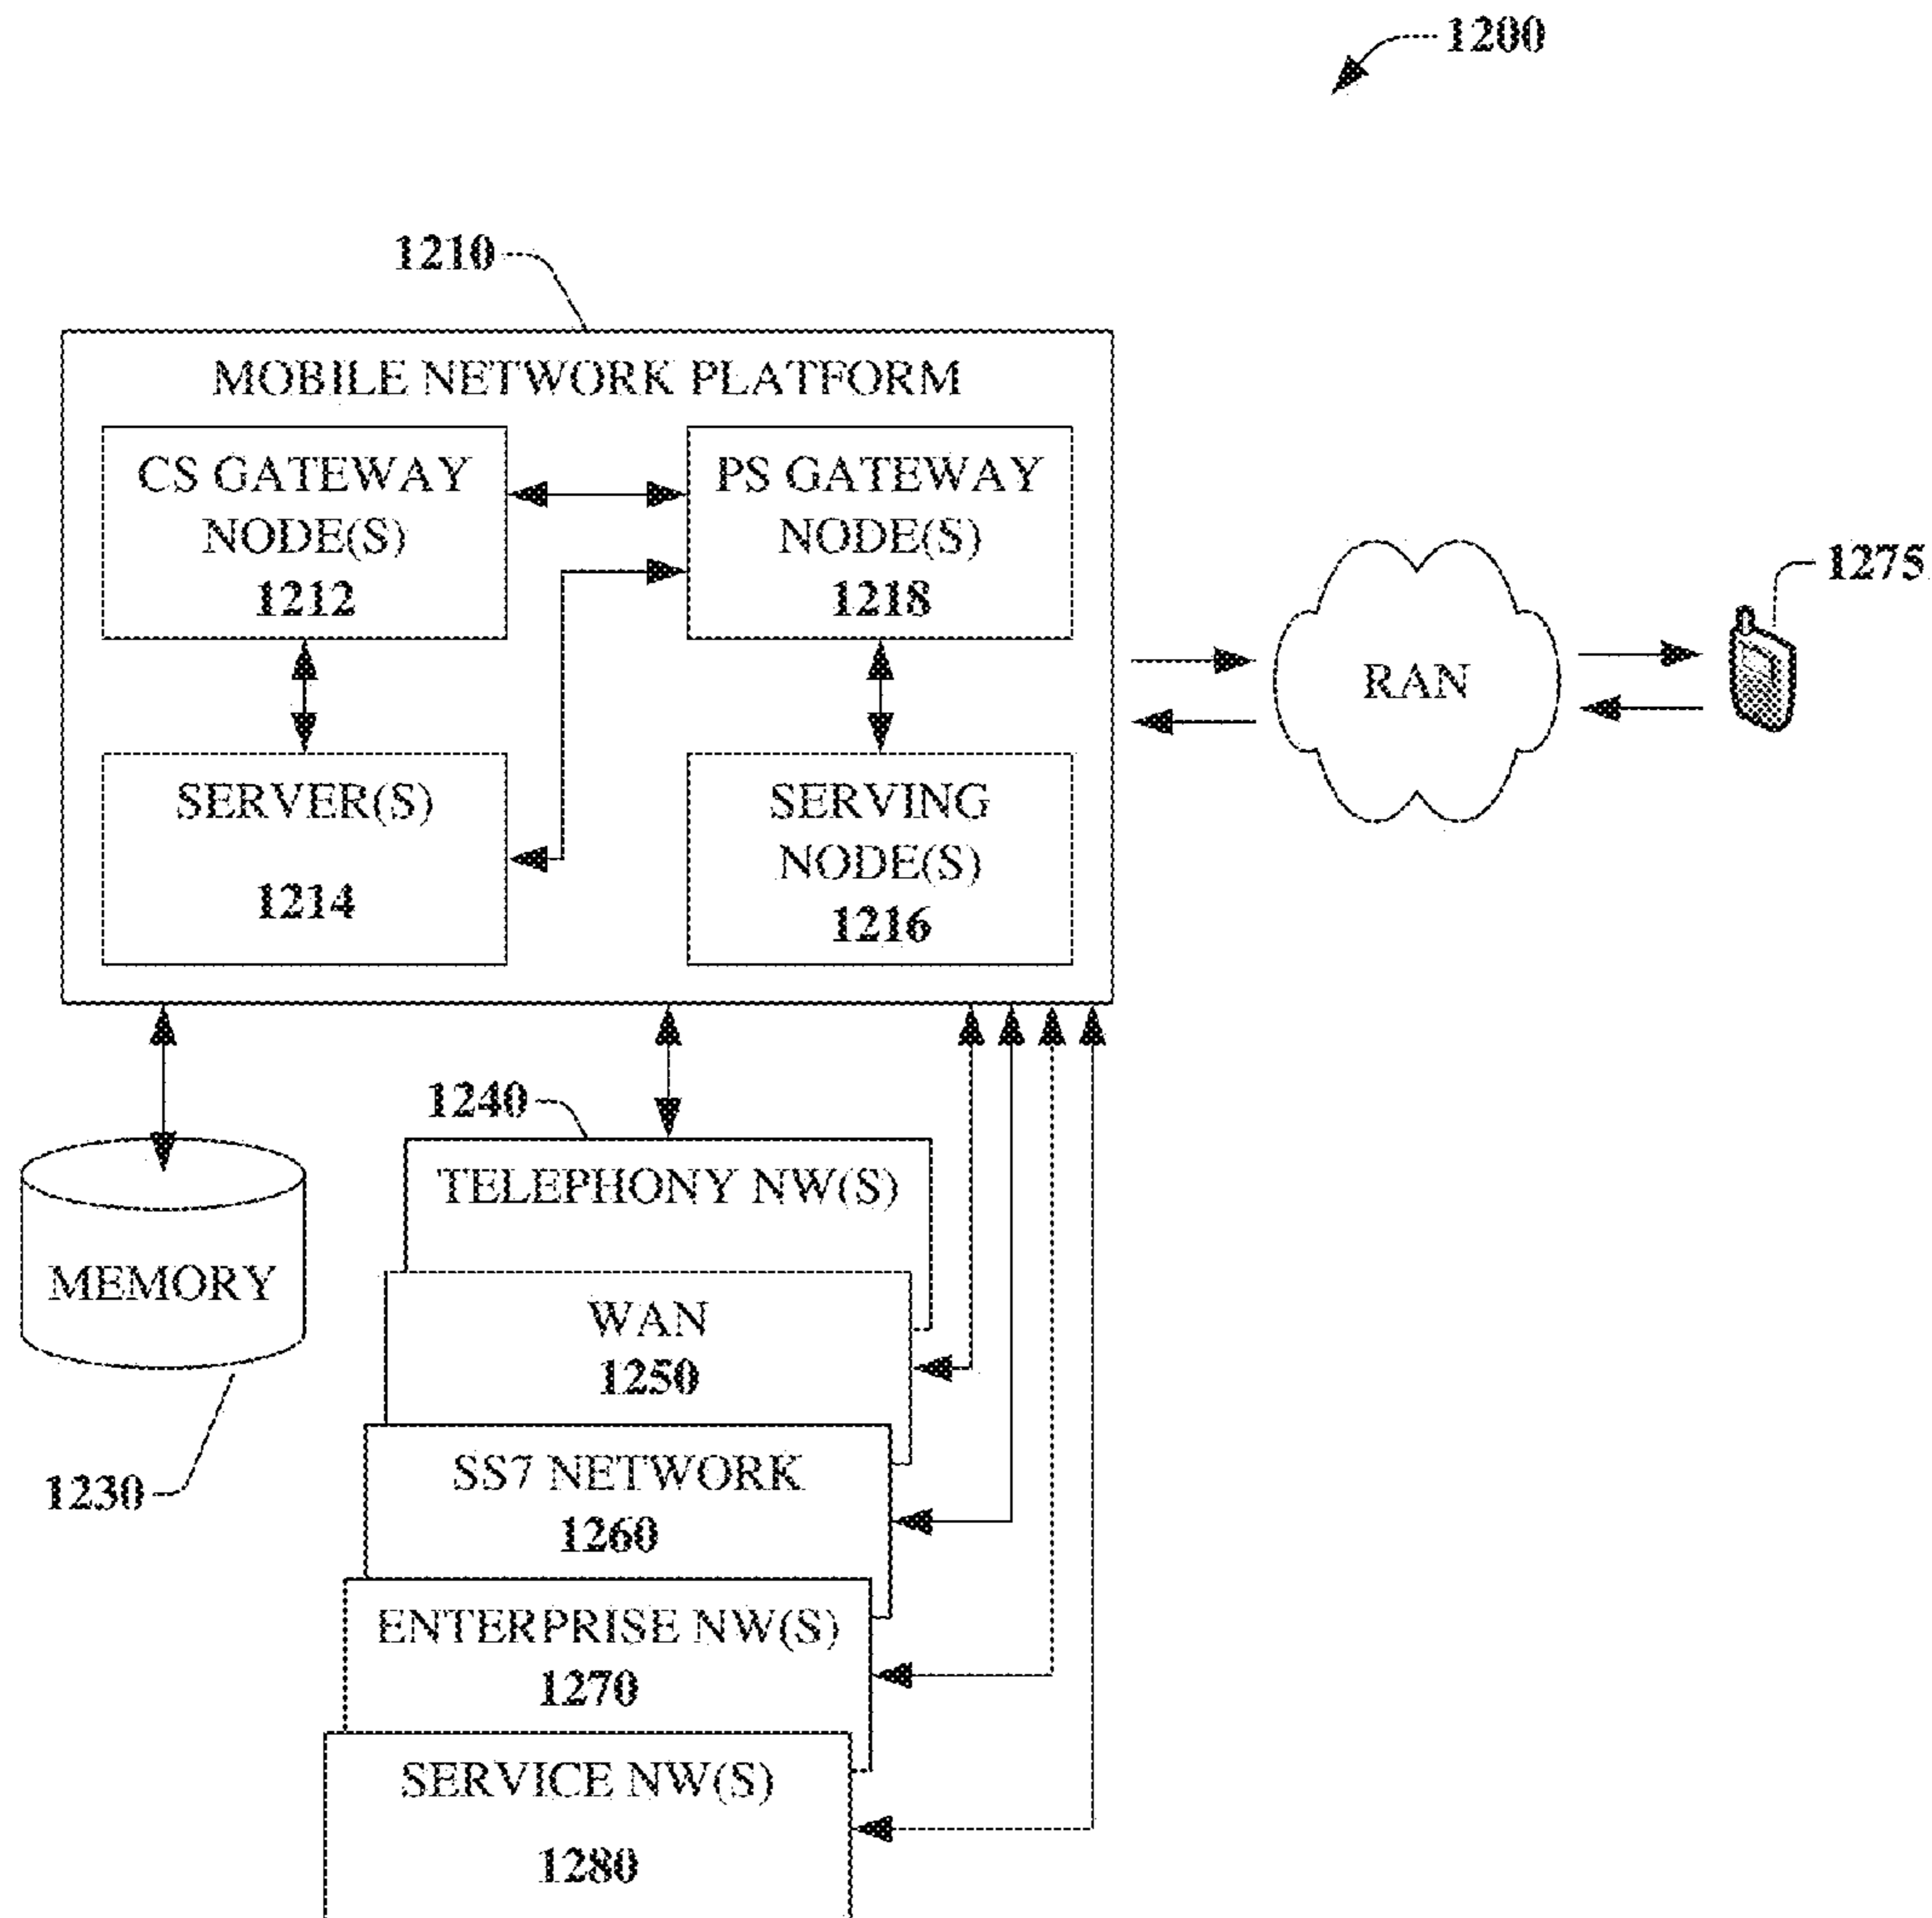 1200
1210
MOBILE NETWORK PLATFORM
CS GATEWAY
NODE(S)
1212
PS GATEWAY
NODE(S)
1218
SERVER(S)
1214
SERVING
NODE(S)
1216
RAN
1275
1240
TELEPHONY NW(S)
MEMORY
1230
WAN
1250
SS7 NETWORK
1260
ENTERPRISE NW(S)
1270
SERVICE NW(S)
1280